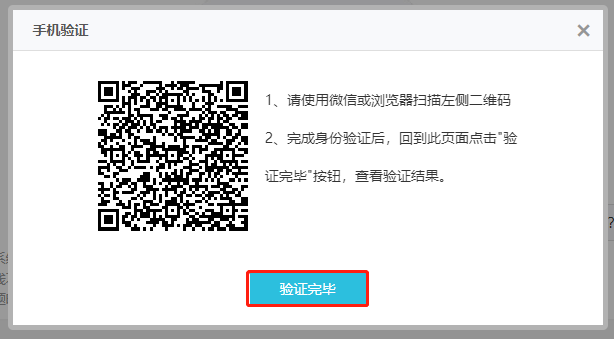 手机验证
1、请使用微信或浏览器扫描左侧二维码
2、完成身份验证后，回到此页面点击"验
证完毕"按钮，查看验证结果。
验证完毕